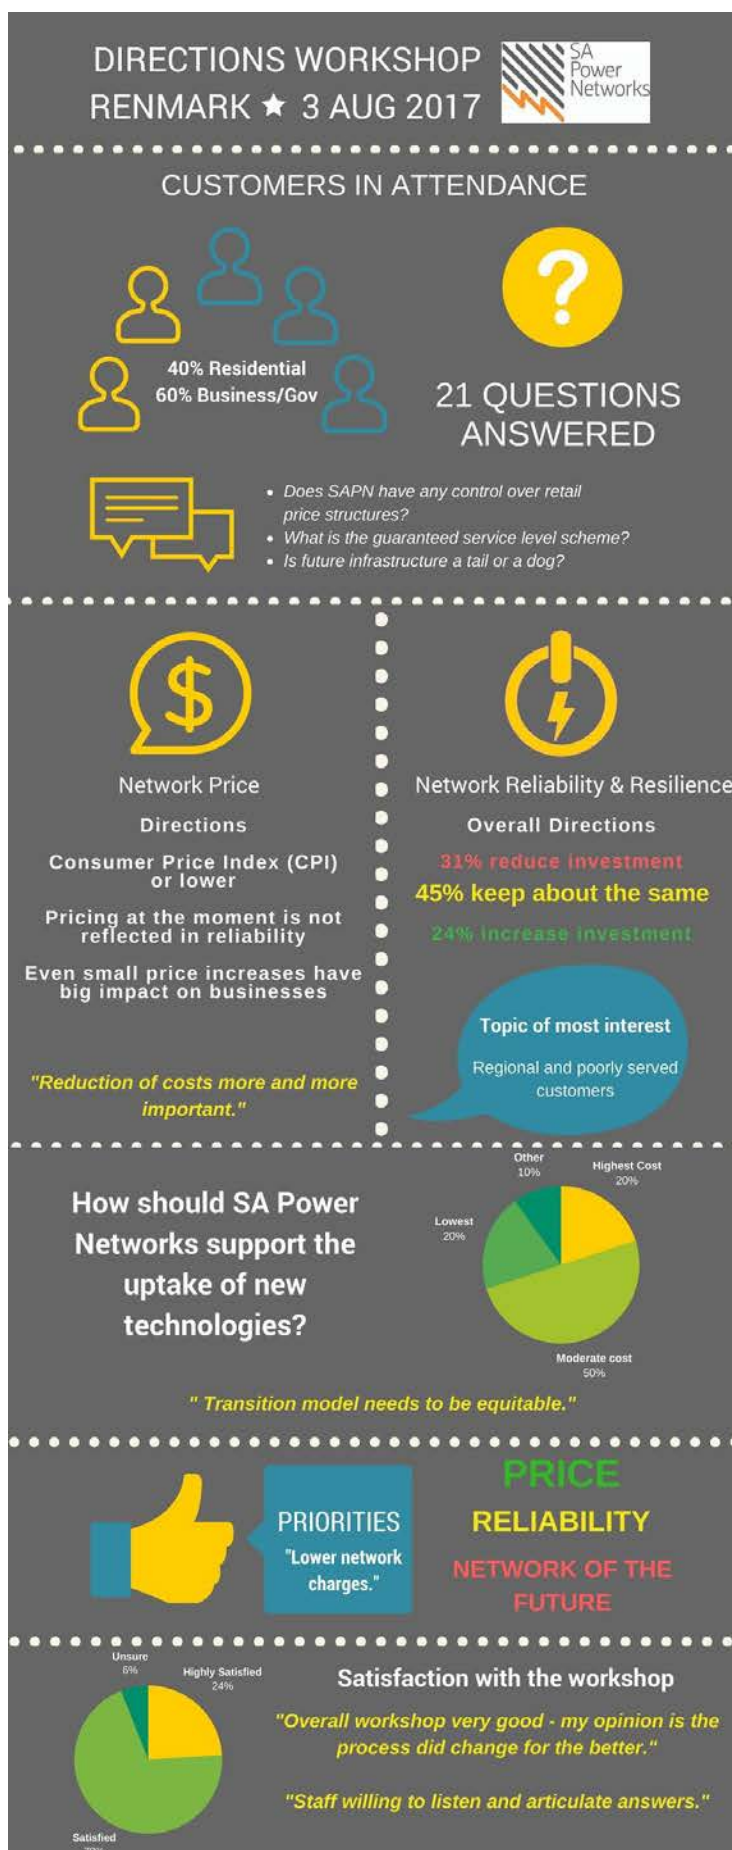 DIRECTIONS WORKSHOP
RENMARK ★ 3 AUG 2017
SA
Power
Networks
CUSTOMERS IN ATTENDANCE
40% Residential
60% Business/Gov
?
21 QUESTIONS
ANSWERED
• Does SAPN have any control over retail
price structures?
• What is the guaranteed service level scheme?
• Is future infrastructure a tail or a dog?
$
Network Price
Directions
Consumer Price Index (CPI)
or lower
Pricing at the moment is not
reflected in reliability
Even small price increases have
big impact on businesses
"Reduction of costs more and more
important."
Network Reliability & Resilience
Overall Directions
31% reduce investment
45% keep about the same
24% increase investment
Topic of most interest
Regional and poorly served
customers
How should SA Power
Networks support the
uptake of new
technologies?
Other
10%
Highest Cost
20%
Lowest
20%
Moderate cost
50%
" Transition model needs to be equitable."
PRIORITIES
"Lower network
charges."
PRICE
RELIABILITY
NETWORK OF THE
FUTURE
Unsure
6%
Highly Satisfied
24%
Satisfied
Satisfaction with the workshop
"Overall workshop very good - my opinion is the
process did change for the better."
"Staff willing to listen and articulate answers."